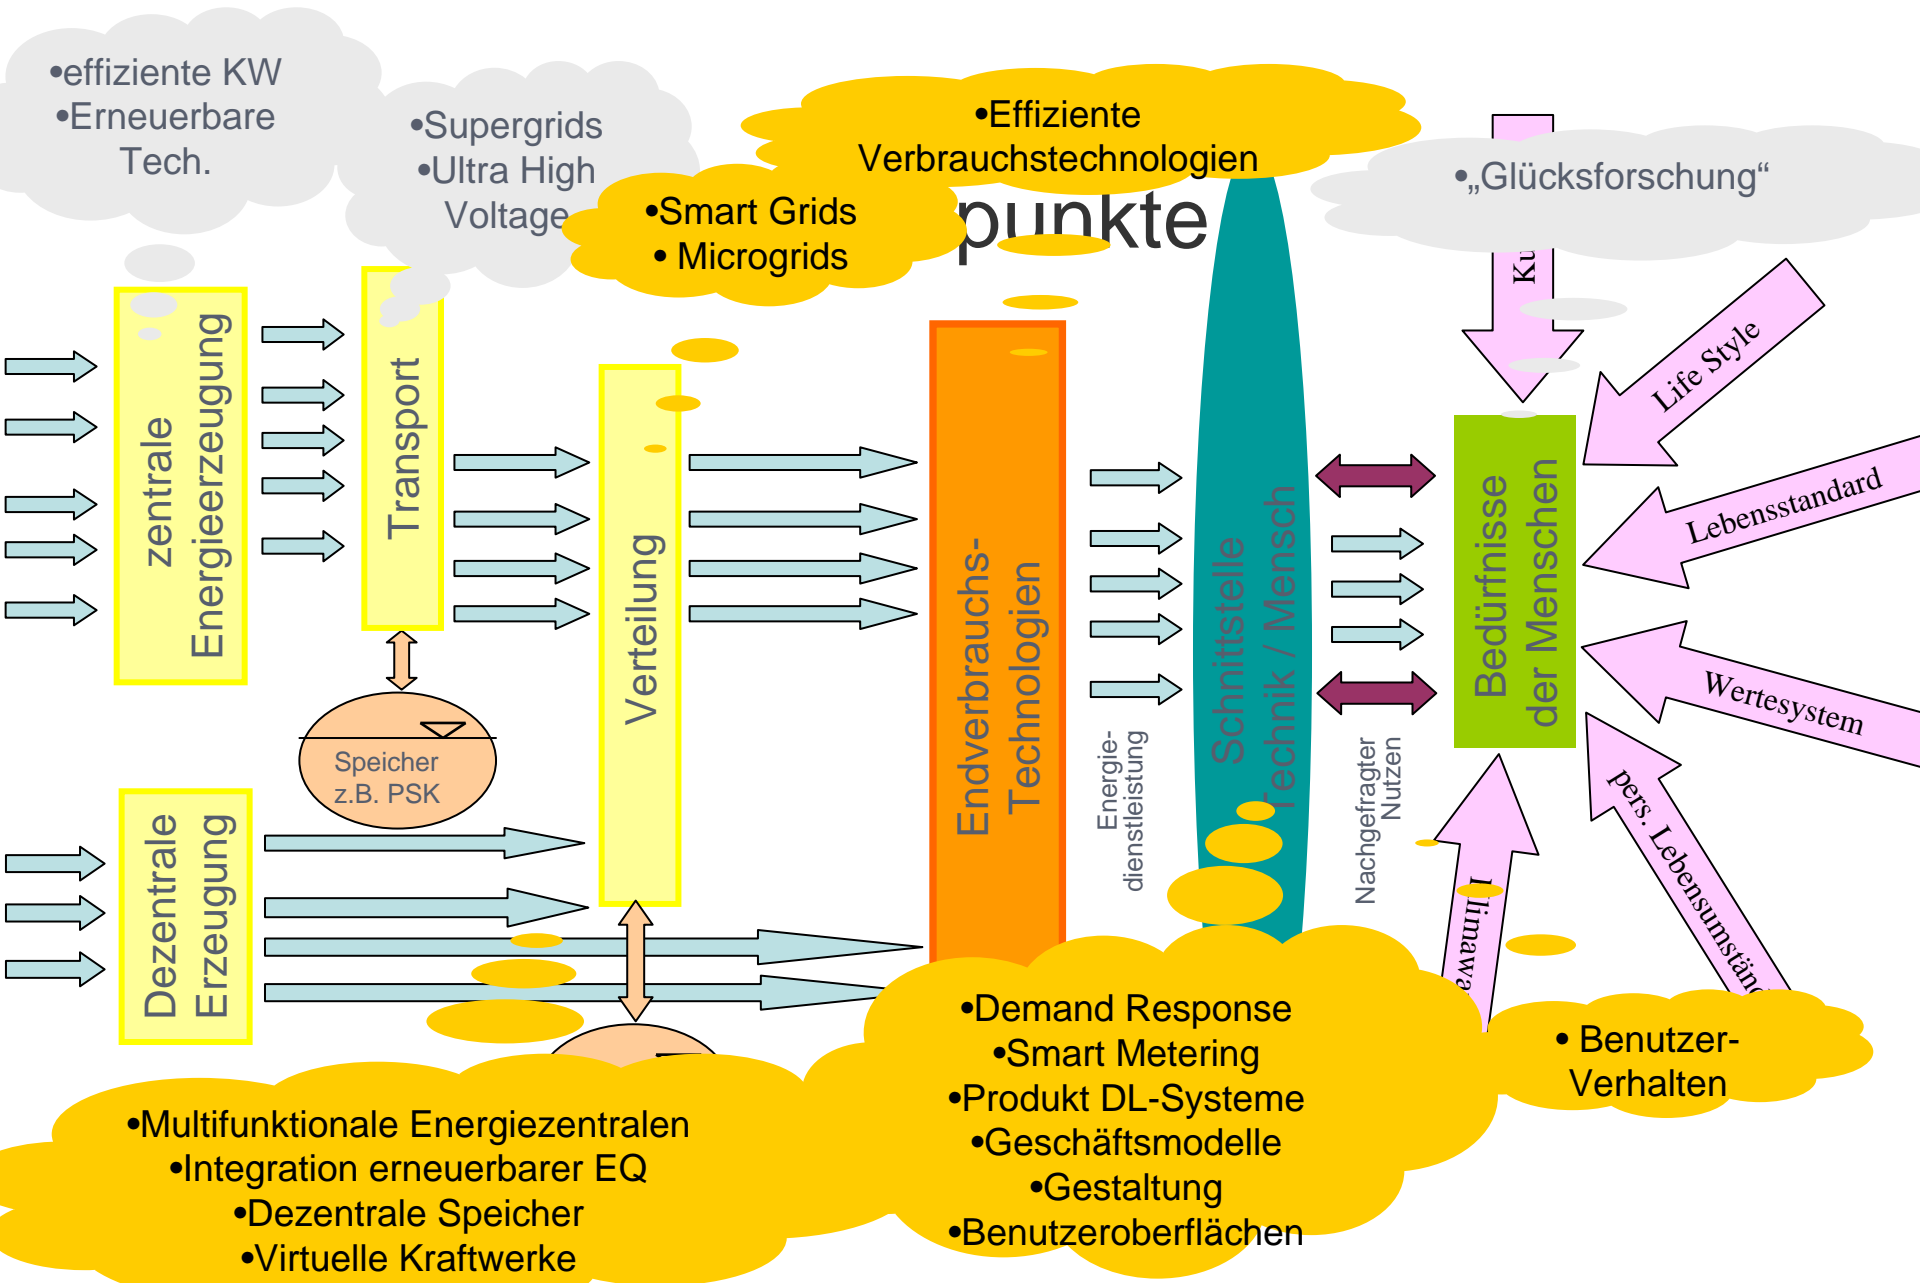 •effiziente KW
•Erneuerbare
Tech.
•Supergrids
•Ultra High
Voltage
•Smart Grids
• Microgrids
•Effiziente
Verbrauchstechnologien
•„Glücksforschung“
punkte
zentrale
Energieerzeugung
Transport
Verteilung
Endverbrauchs-
Technologien
Schnittstelle
Technik / Mensch
Bedürfnisse
der Menschen
Life Style
Lebensstandard
Wertesystem
pers. Lebensumständ
Speicher
z.B. PSK
Dezentrale
Erzeugung
Energie-
dienstleistung
Nachgefragter
Nutzen
•Multifunktionale Energiezentralen
•Integration erneuerbarer EQ
•Dezentrale Speicher
•Virtuelle Kraftwerke
•Demand Response
•Smart Metering
•Produkt DL-Systeme
•Geschäftsmodelle
•Gestaltung
•Benutzeroberflächen
• Benutzer-
Verhalten